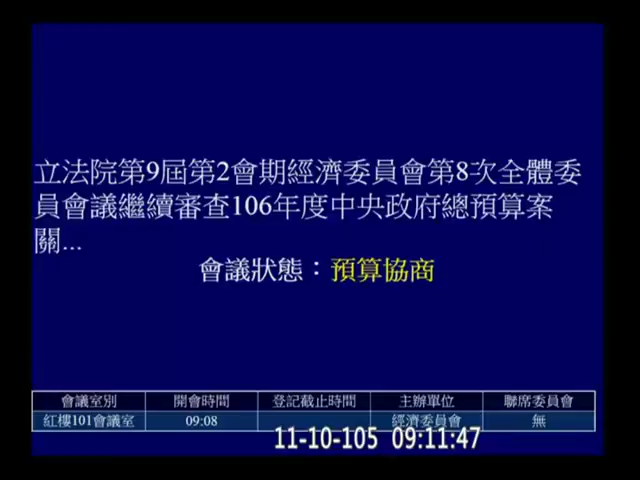 立法院第9屆第2會期經濟委員會第8次全體委
員會議繼續審查106年度中央政府總預算案
關...
會議狀態：預算協商
會議室別 開會時間 登記截止時間 主辦單位 聯席委員會
紅樓101會議室 09:08 經濟委員會 無
11-10-105 09:11:47